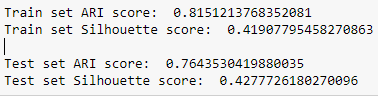 Train set ARI score:  0.8151213768352081
Train set Silhouette score:  0.41907795458270863
Test set ARI score:  0.7643530419880035
Test set Silhouette score:  0.4277726180270096